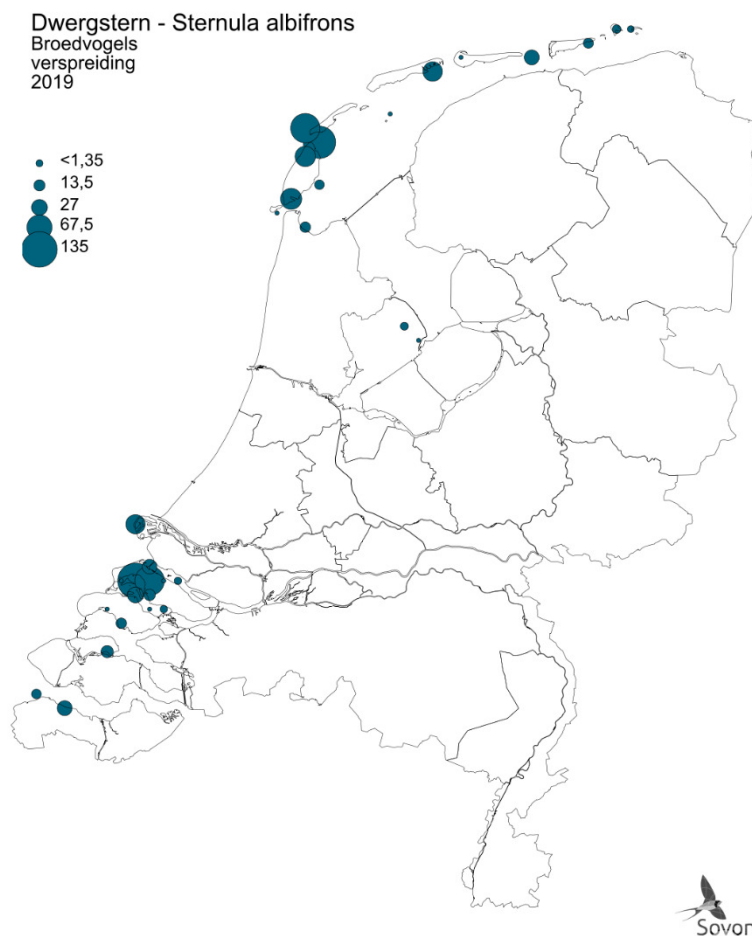 Dwergstern - Sternula albifrons
Broedvogels
verspreiding
2019
<1,35
13,5
27
67,5
135
Sovon